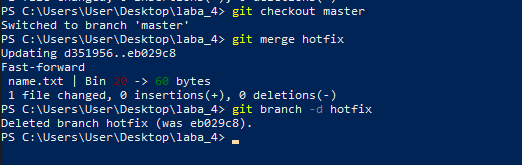 PS C:\Users\User\Desktop\laba_4> git checkout master
Switched to branch 'master'
PS C:\Users\User\Desktop\laba_4> git merge hotfix
Updating d351956..eb029c8
Fast-forward
 name.txt | Bin 20 -> 60 bytes
 1 file changed, 0 insertions(+), 0 deletions(-)
PS C:\Users\User\Desktop\laba_4> git branch -d hotfix
Deleted branch hotfix (was eb029c8).
PS C:\Users\User\Desktop\laba_4>